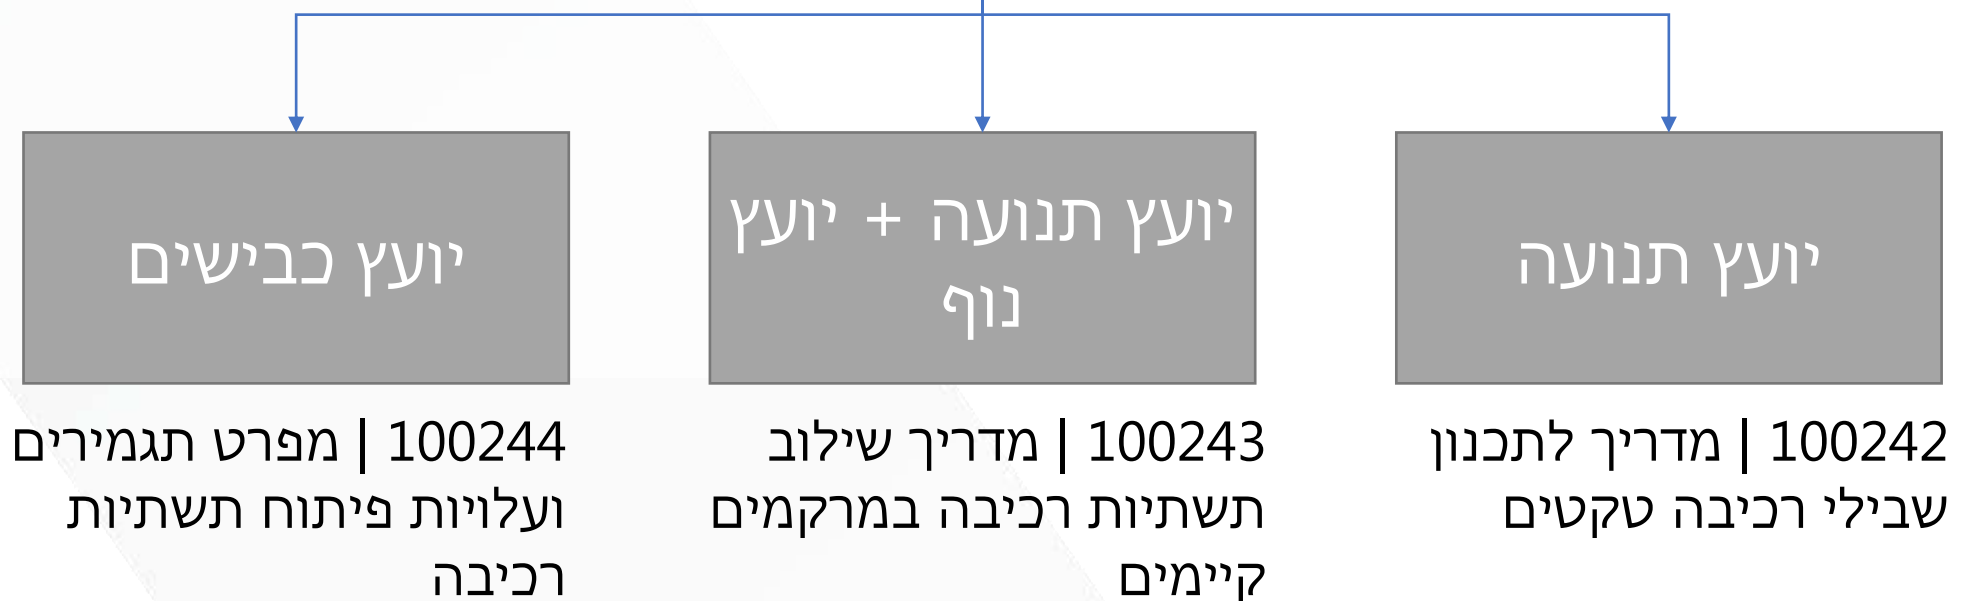 יועץ תנועה
יועץ תנועה + יועץ
נוף
יועץ כבישים
100242 | מדריך לתכנון
שבילי רכיבה טקטים
100243 | מדריך שילוב
תשתיות רכיבה במרקמים
קיימים
100244 | מפרט תגמירים
ועלויות פיתוח תשתיות
רכיבה